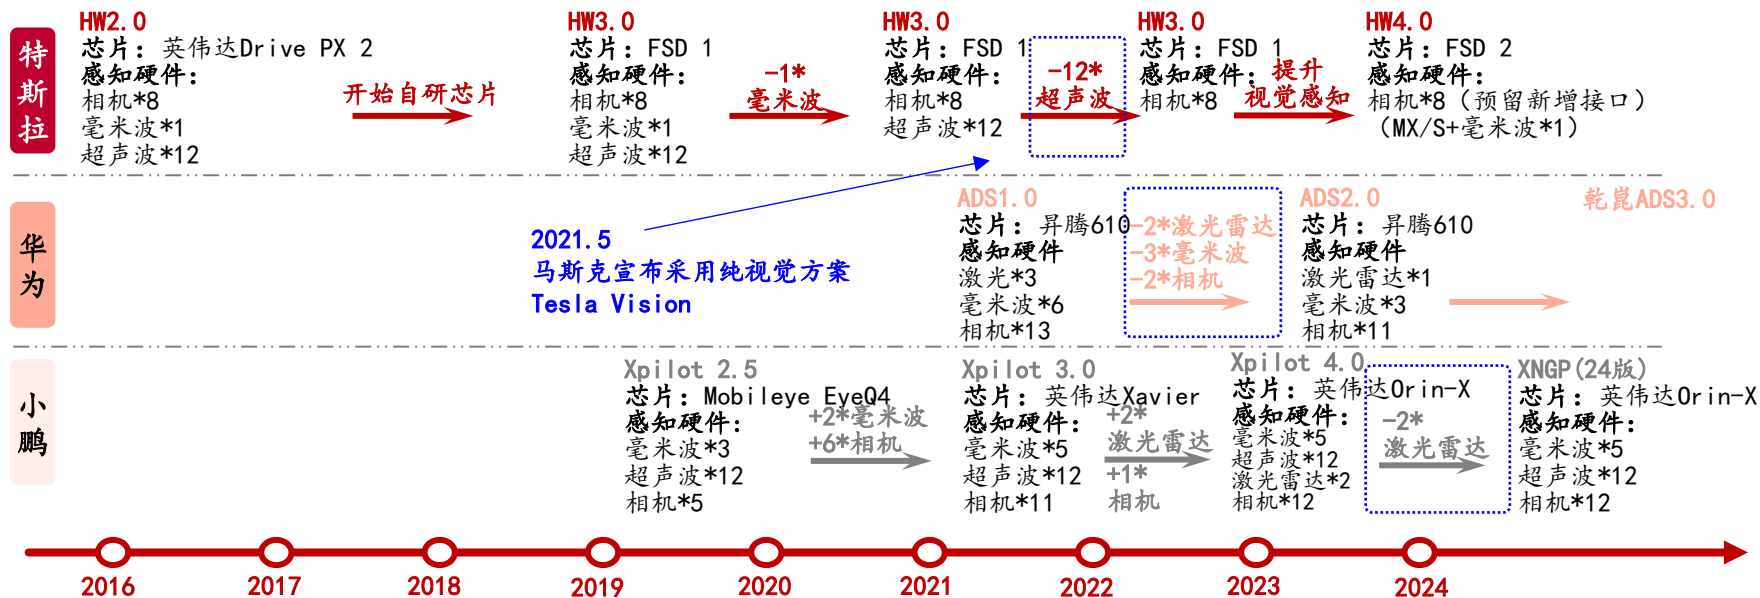 特斯拉
HW2.0
芯片：英伟达Drive PX 2
感知硬件：
相机*8
毫米波*1
超声波*12
开始自研芯片
HW3.0
芯片：FSD 1
感知硬件：
相机*8
毫米波*1
超声波*12
-1*
毫米波
HW3.0
芯片：FSD 1
感知硬件：
相机*8
超声波*12
-12*
超声波
HW3.0
芯片：FSD 1
感知硬件：
相机*8
提升
视觉感知
HW4.0
芯片：FSD 2
感知硬件：
相机*8（预留新增接口）
（MX/S+毫米波*1）
华为
2021.5
马斯克宣布采用纯视觉方案
Tesla Vision
ADS1.0
芯片：昇腾610
感知硬件
激光*3
毫米波*6
相机*13
-2*激光雷达
-3*毫米波
-2*相机
ADS2.0
芯片：昇腾610
感知硬件
激光雷达*1
毫米波*3
相机*11
乾崑ADS3.0
小鹏
Xpilot 2.5
芯片：Mobileye EyeQ4
感知硬件：
毫米波*3
超声波*12
相机*5
+2*毫米波
+6*相机
Xpilot 3.0
芯片：英伟达Xavier
感知硬件：
毫米波*5
超声波*12
相机*11
+2*
激光雷达
+1*
相机
Xpilot 4.0
芯片：英伟达Orin-X
感知硬件：
毫米波*5
超声波*12
激光雷达*2
相机*12
-2*
激光雷达
XNGP(24版)
芯片：英伟达Orin-X
感知硬件：
毫米波*5
超声波*12
相机*12
2016
2017
2018
2019
2020
2021
2022
2023
2024